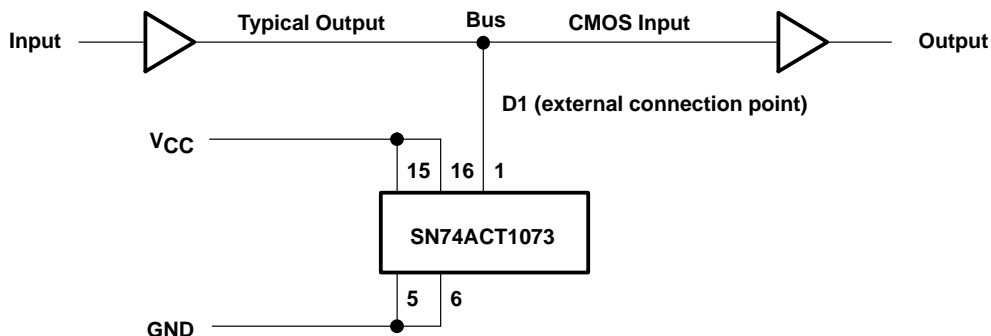 Input Typical Output Bus CMOS Input Output
D1 (external connection point)
VCC
15 16 1
SN74ACT1073
5 6
GND